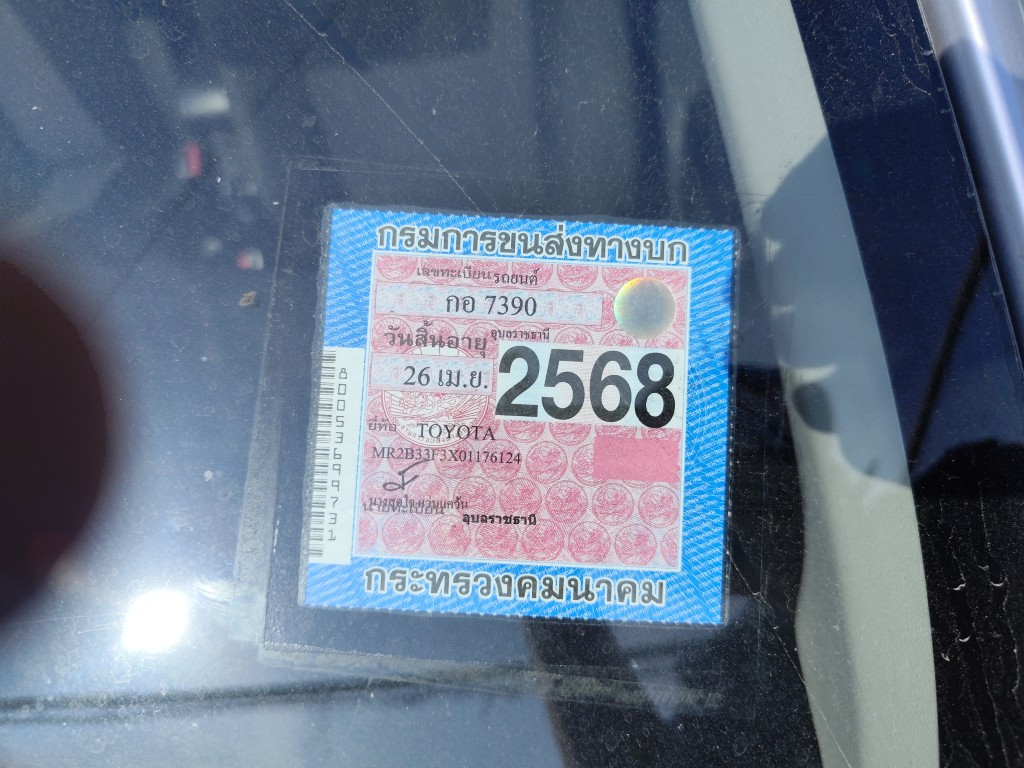 กรมการขนส่งทางบก
เลขทะเบียนรถยนต์
กอ 7390
อุบลราชธานี
วันสิ้นอายุ
26 เม.ย. 2568
ยี่ห้อ TOYOTA
MR2B33F3X01176124
นายทะเบียน
อุบลราชธานี
กระทรวงคมนาคม
8005369973​1